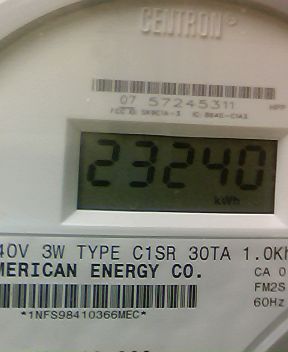 CENTRON®
07 57245311
23240
kWh
40V 3W TYPE C1SR 30TA 1.0Kh
MERICAN ENERGY CO.
CA 0
FM2S
60Hz
*1NFS98410366MEC*